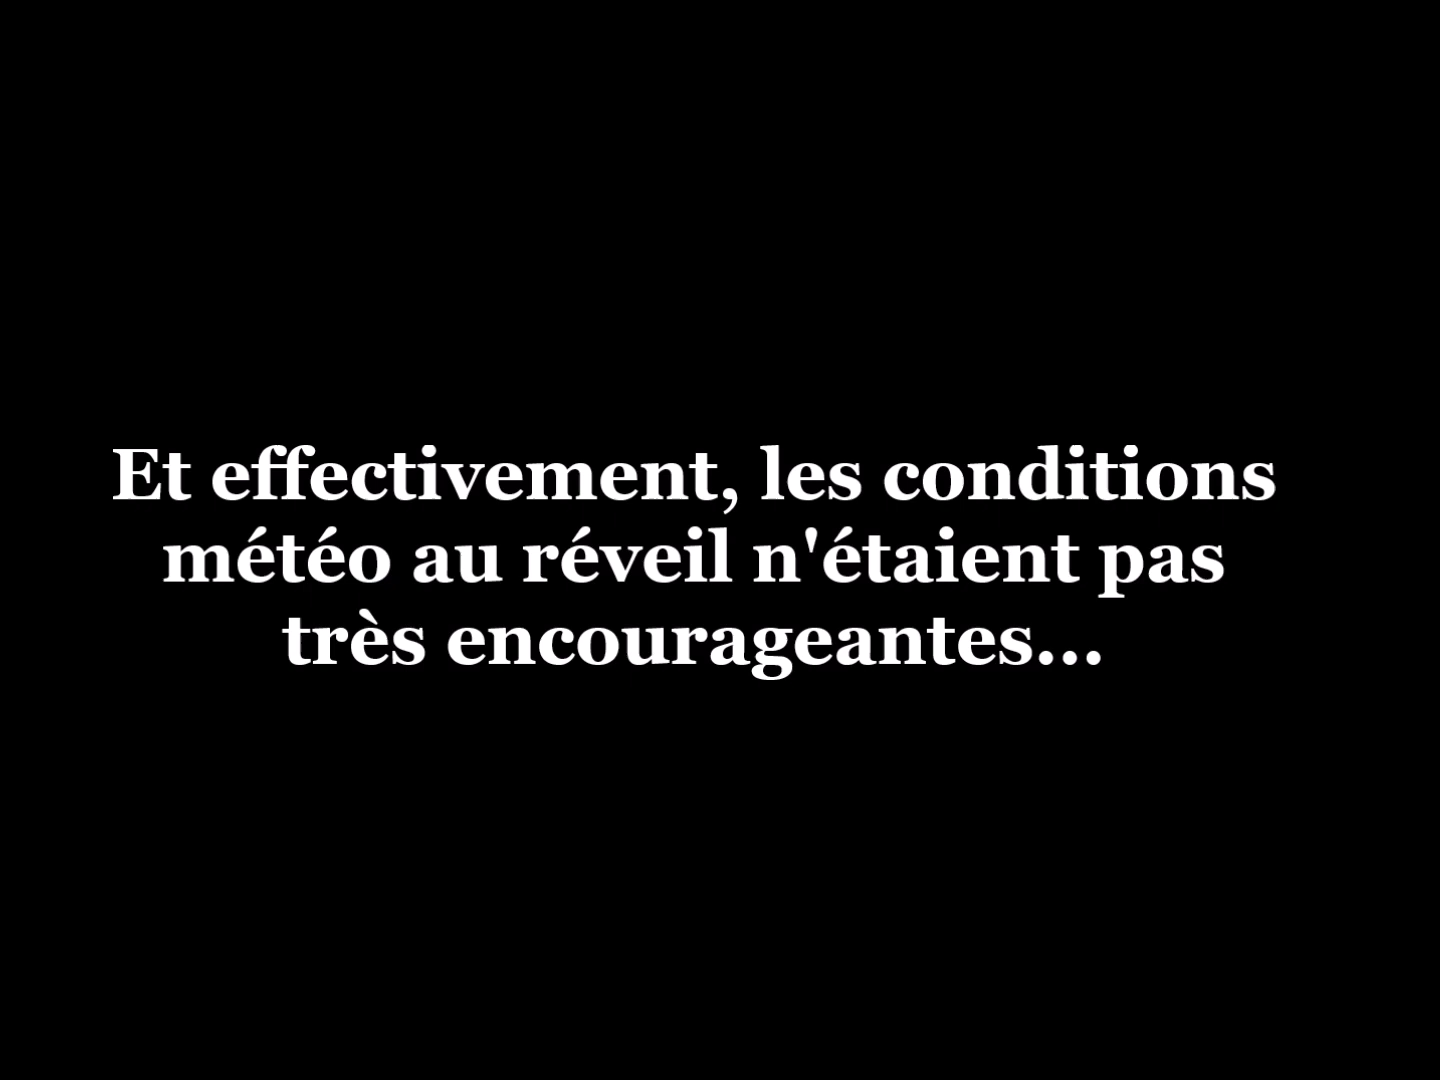 Et effectivement, les conditions
météo au réveil n'étaient pas
très encourageantes...